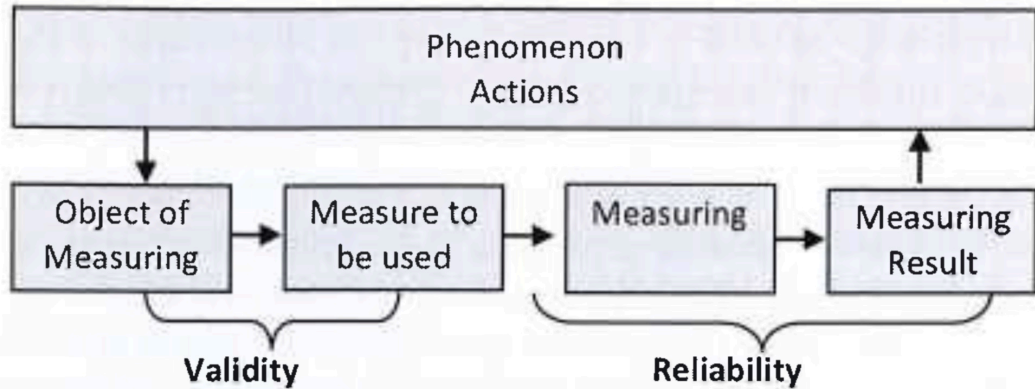 Phenomenon
Actions
Object of
Measuring
Measure to
be used
Measuring
Measuring
Result
Validity
Reliability